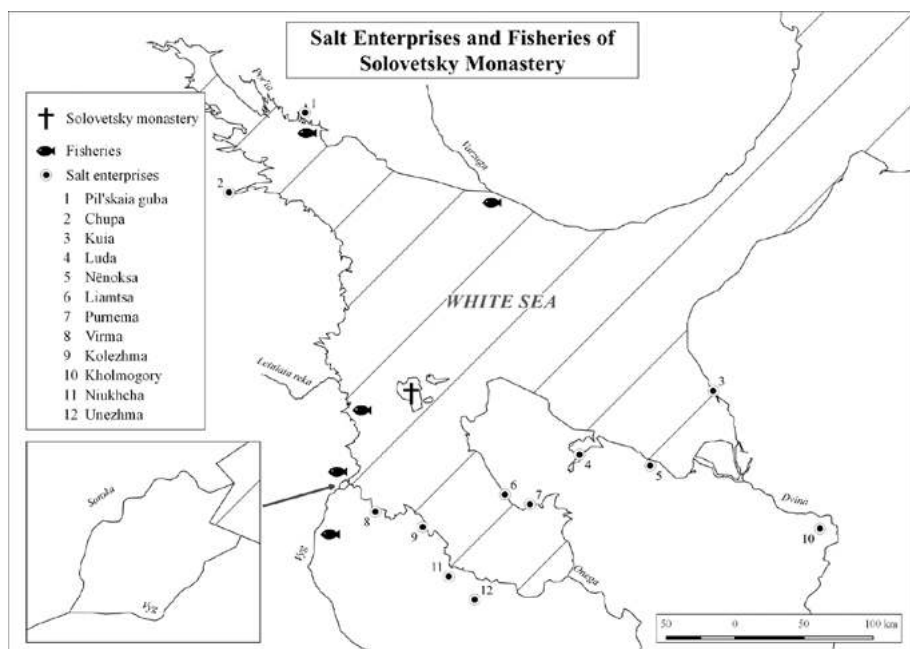 Salt Enterprises and Fisheries of
Solovetsky Monastery
Solovetsky monastery
Fisheries
Salt enterprises
1 Pil'skaia guba
2 Chupa
3 Kuia
4 Luda
5 Nënoksa
6 Liamtsa
7 Purnema
8 Virma
9 Kolezhma
10 Kholmogory
11 Niukhcha
12 Unezhma
1
2
Varzuga
WHITE SEA
Letniaia reka
3
4
5
6
7
8
9
10
11
12
Dvina
Onega
Vyg
Soroka
Vyg
50 0 50 100 km